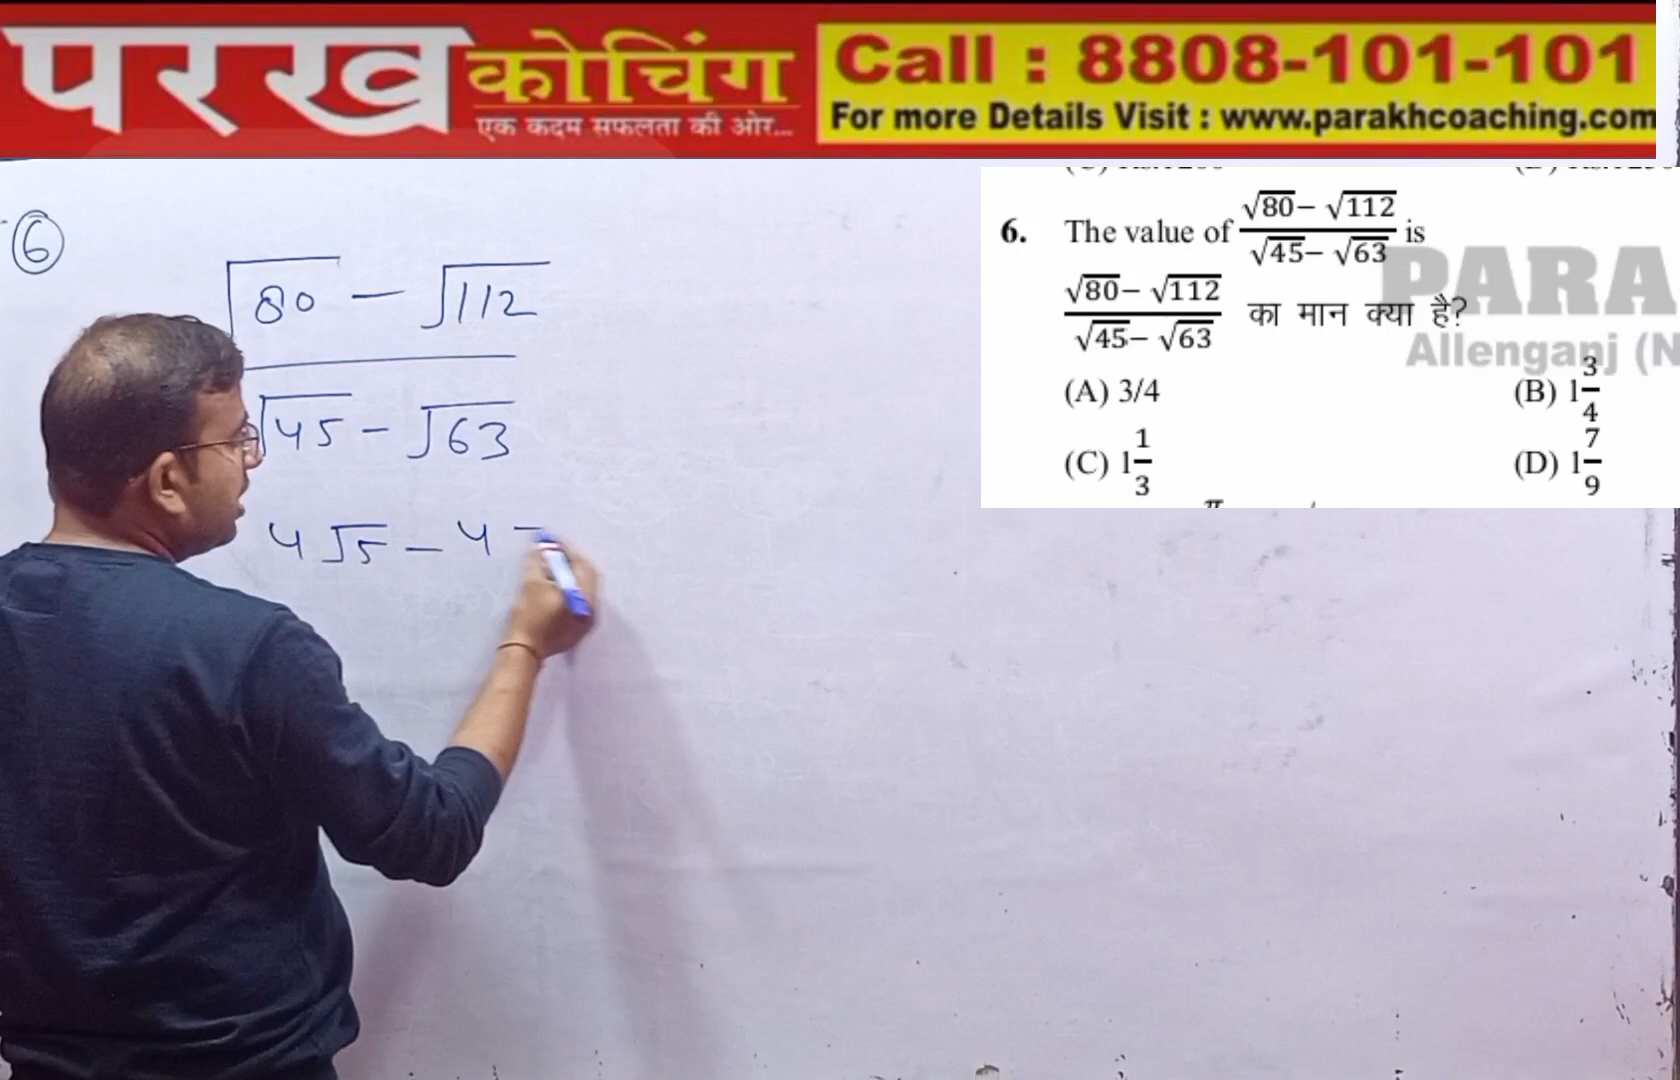 परख कोचिंग
एक कदम सफलता की ओर...
Call : 8808-101-101
For more Details Visit : www.parakhcoaching.com
6
√80 – √112
√45 – √63
4√5 – 4
6. The value of (√80– √112)/(√45– √63) is
(√80– √112)/(√45– √63) का मान क्या है?
(A) 3/4 (B) 1 3/4
(C) 1 1/3 (D) 1 7/9
PARA
Allenganj (N